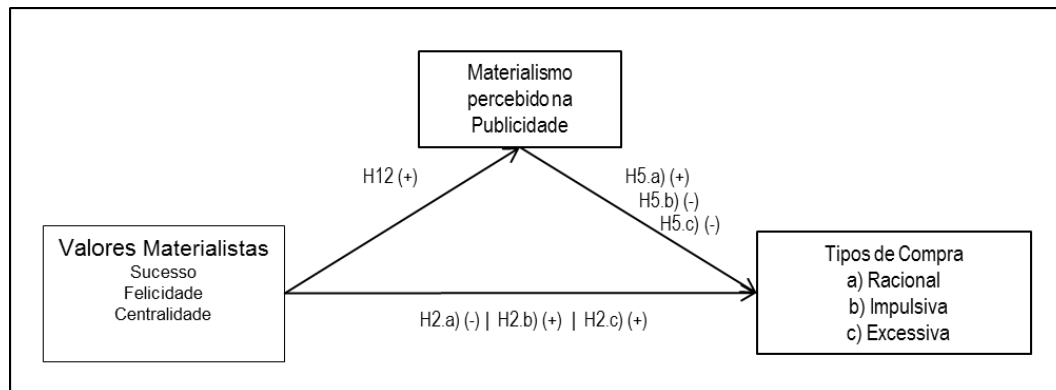 Materialismo
percebido na
Publicidade
H12 (+)
H5.a) (+)
H5.b) (-)
H5.c) (-)
Valores Materialistas
Sucesso
Felicidade
Centralidade
Tipos de Compra
a) Racional
b) Impulsiva
c) Excessiva
H2.a) (-) | H2.b) (+) | H2.c) (+)